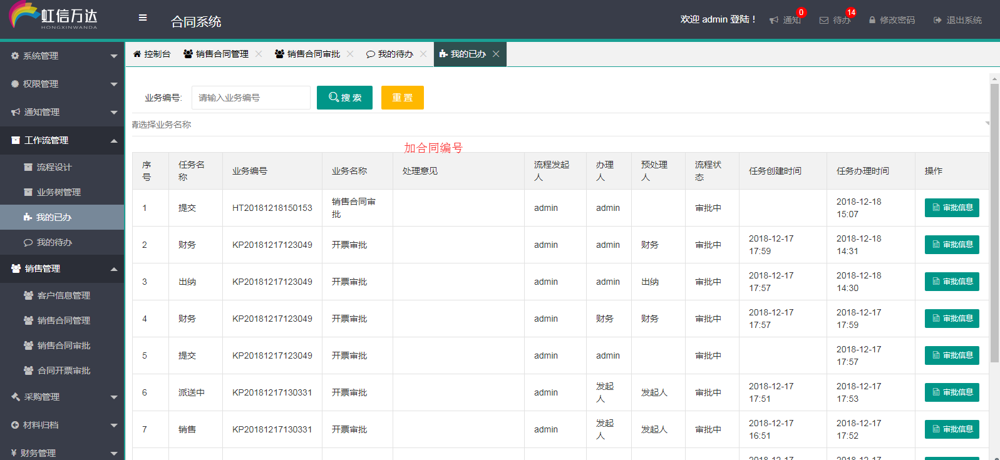 虹信万达
HONGXINWANDA
合同系统
欢迎 admin 登陆！
通知
0
待办
14
修改密码
退出系统
系统管理
权限管理
通知管理
工作流管理
流程设计
业务树管理
我的已办
我的待办
销售管理
客户信息管理
销售合同管理
销售合同审批
合同开票审批
采购管理
材料归档
¥ 财务管理
控制台
销售合同管理
销售合同审批
我的待办
我的已办
业务编号:
请输入业务编号
搜 索
重 置
请选择业务名称
加合同编号
序号 任务名称 业务编号 业务名称 处理意见 流程发起人 办理人 预处理人 流程状态 任务创建时间 任务办理时间 操作
1 提交 HT20181218150153 销售合同审批 admin admin 审批中 2018-12-18 15:07 审批信息
2 财务 KP20181217123049 开票审批 admin admin 财务 审批中 2018-12-17 17:59 2018-12-18 14:31 审批信息
3 出纳 KP20181217123049 开票审批 admin admin 出纳 审批中 2018-12-17 17:57 2018-12-18 14:30 审批信息
4 财务 KP20181217123049 开票审批 admin 财务 财务 审批中 2018-12-17 17:57 2018-12-17 17:59 审批信息
5 提交 KP20181217123049 开票审批 admin admin 审批中 2018-12-17 17:57 审批信息
6 派送中 KP20181217130331 开票审批 admin 发起人 发起人 审批中 2018-12-17 17:51 2018-12-17 17:53 审批信息
7 销售 KP20181217130331 开票审批 admin 发起人 发起人 审批中 2018-12-17 16:51 2018-12-17 17:52 审批信息
2018-12-17 2018-12-17